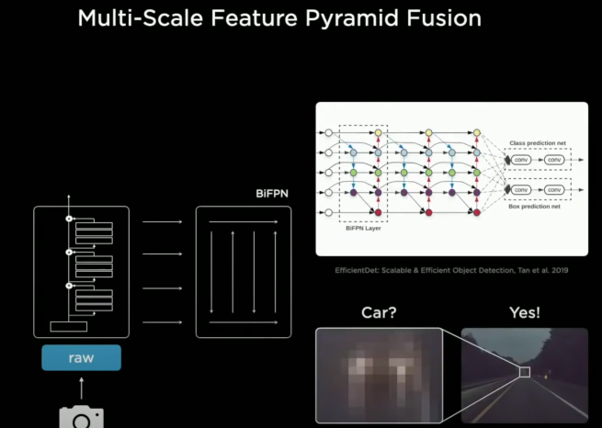 Multi-Scale Feature Pyramid Fusion
BiFPN
raw
Class prediction net
conv
conv
conv
conv
Box prediction net
BiFPN Layer
EfficientDet: Scalable & Efficient Object Detection, Tan et al. 2019
Car?
Yes!